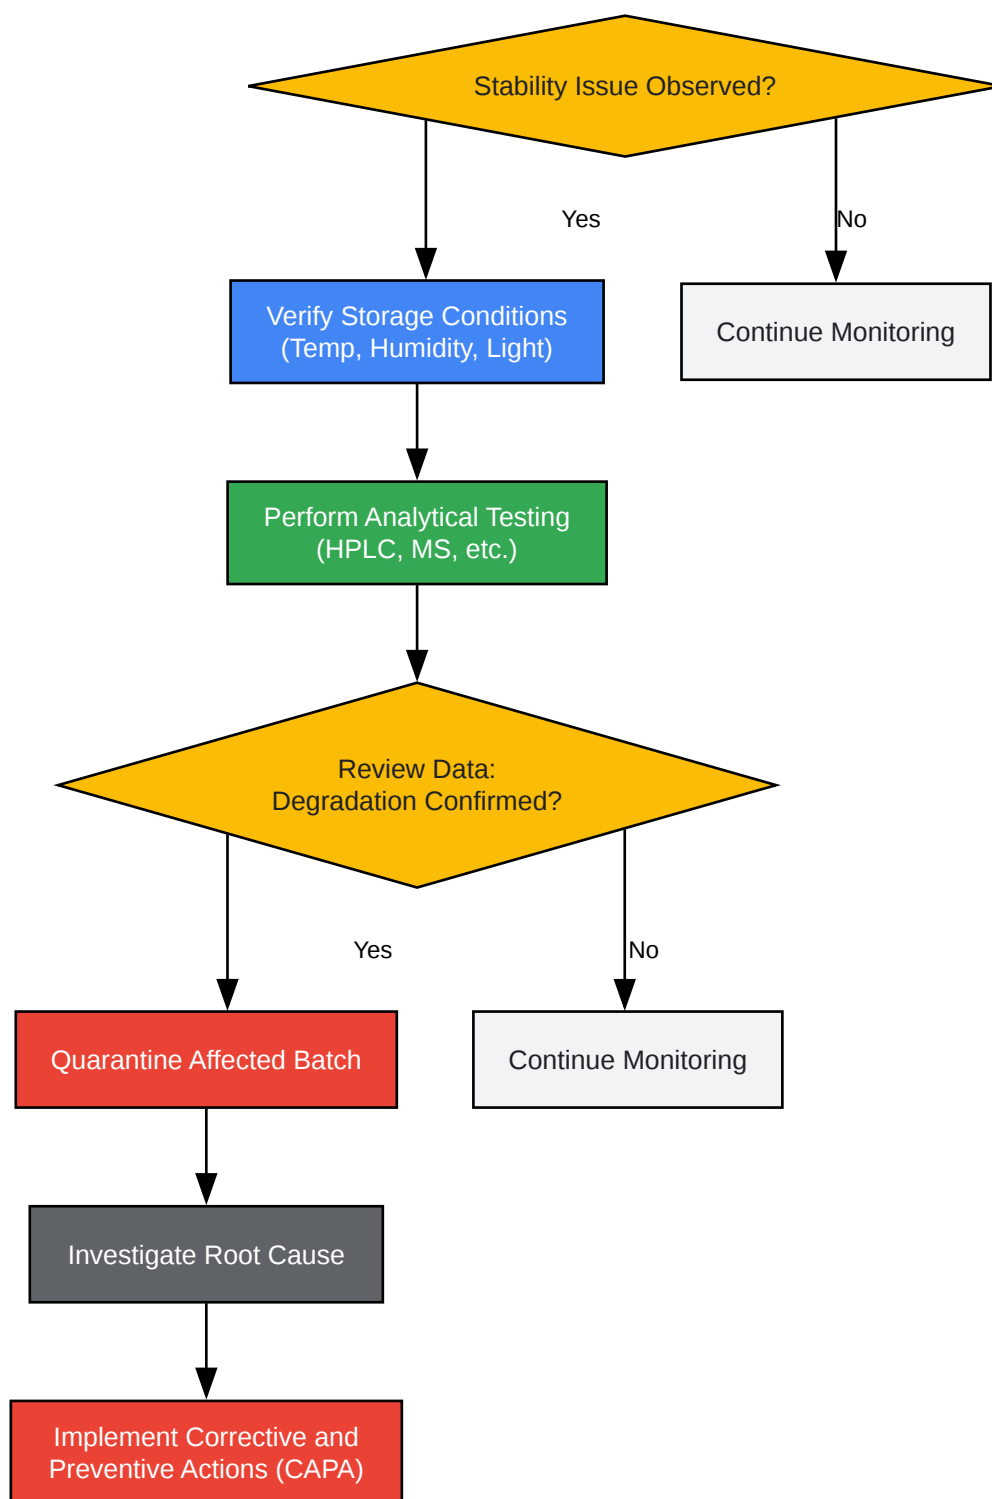 Stability Issue Observed?
Yes
No
Verify Storage Conditions
(Temp, Humidity, Light)
Continue Monitoring
Perform Analytical Testing
(HPLC, MS, etc.)
Review Data:
Degradation Confirmed?
Yes
No
Quarantine Affected Batch
Continue Monitoring
Investigate Root Cause
Implement Corrective and
Preventive Actions (CAPA)